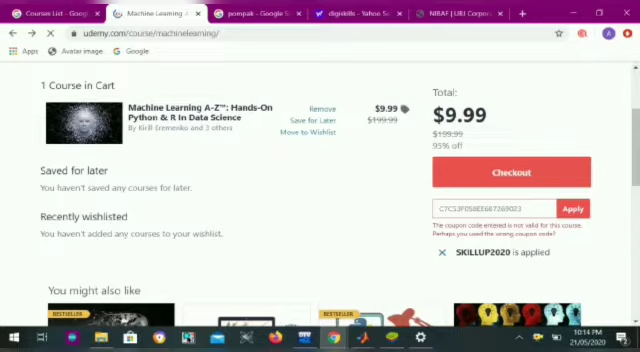 Courses List - Googl
Machine Learning A-
pompak - Google S
digiskills - Yahoo Se
NIBAF | UBI Corpora
udemy.com/course/machinelearning/
Apps
Avatar image
Google
1 Course in Cart
Machine Learning A-Z™: Hands-On
Python & R In Data Science
By Kirill Eremenko and 3 others
Remove
Save for Later
Move to Wishlist
$9.99
$199.99
Total:
$9.99
$199.99
95% off
Checkout
Apply
The coupon code entered is not valid for this course.
Perhaps you used the wrong coupon code?
SKILLUP2020 is applied
Saved for later
You haven't saved any courses for later.
Recently wishlisted
You haven't added any courses to your wishlist.
You might also like
BESTSELLER
BESTSELLER
10:14 PM
21/05/2020